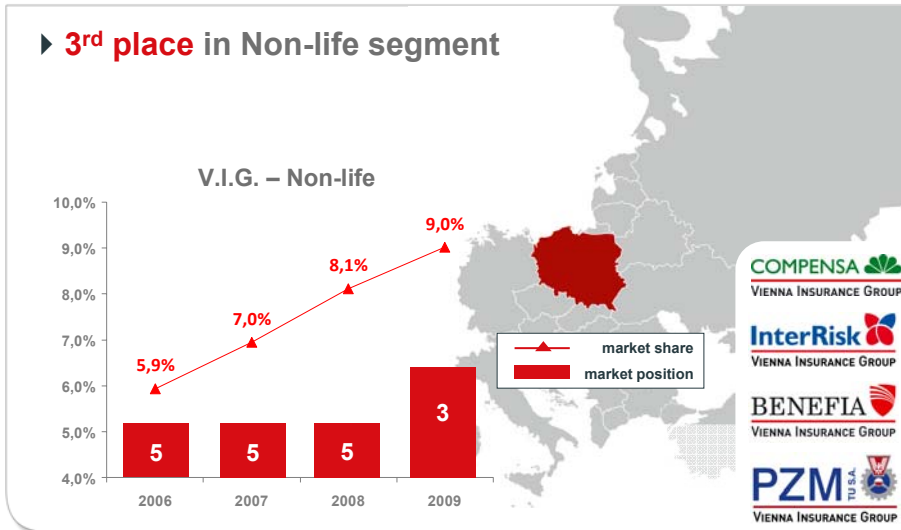 3rd place in Non-life segment
V.I.G. – Non-life
10,0%
9,0%
8,0%
7,0%
6,0%
5,0%
4,0%
5,9%
7,0%
8,1%
9,0%
5
5
5
3
2006
2007
2008
2009
market share
market position
COMPENSA
VIENNA INSURANCE GROUP
InterRisk
VIENNA INSURANCE GROUP
BENEFIA
VIENNA INSURANCE GROUP
PZM TU S.A.
VIENNA INSURANCE GROUP